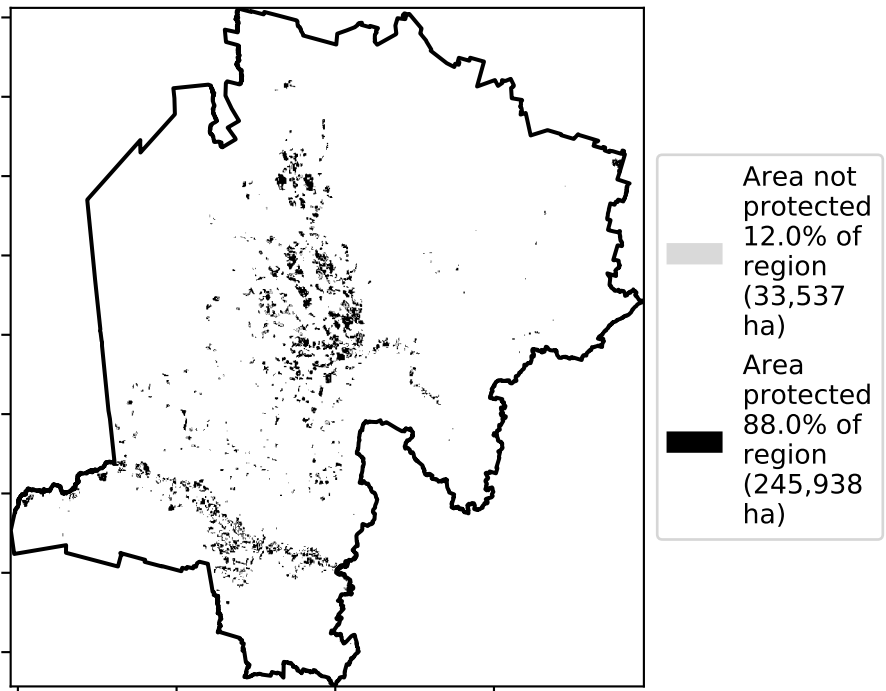 Area not
protected
12.0% of
region
(33,537
ha)
Area
protected
88.0% of
region
(245,938
ha)